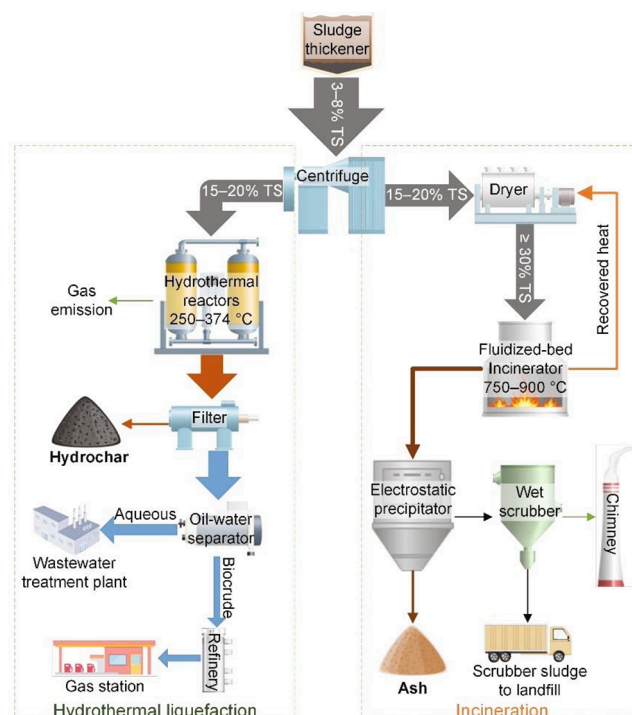 Sludge
thickener
3–8% TS
Centrifuge
15–20% TS
15–20% TS
Dryer
Gas
emission
Hydrothermal
reactors
250–374 °C
≥ 30% TS
Recovered heat
Fluidized-bed
Incinerator
750–900 °C
Filter
Hydrochar
Electrostatic
precipitator
Wet
scrubber
Chimney
Aqueous
Oil-water
separator
Wastewater
treatment plant
Biocrude
Refinery
Gas station
Ash
Scrubber sludge
to landfill
Hydrothermal liquefaction
Incineration